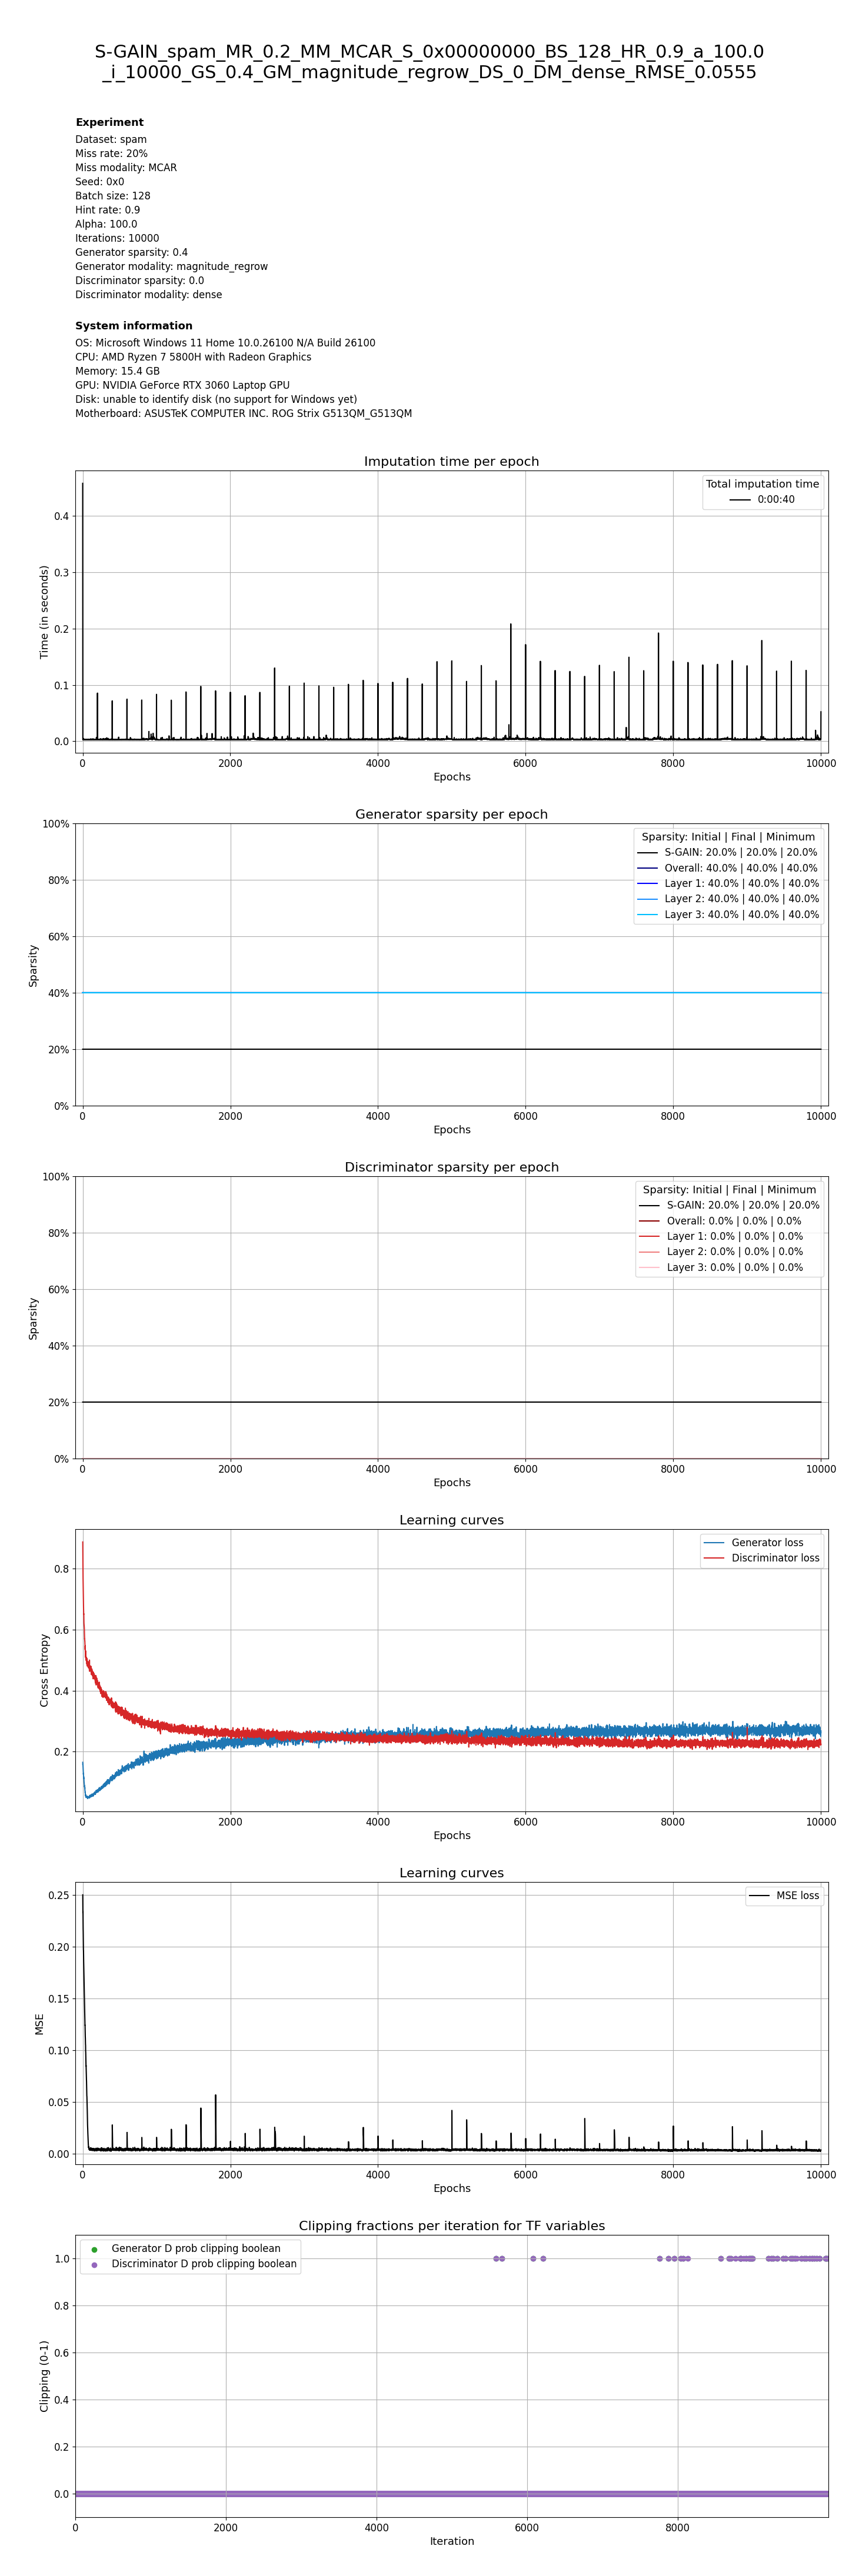 S-GAIN_spam_MR_0.2_MM_MCAR_S_0x00000000_BS_128_HR_0.9_a_100.0
_i_10000_GS_0.4_GM_magnitude_regrow_DS_0_DM_dense_RMSE_0.0555
Experiment
Dataset: spam
Miss rate: 20%
Miss modality: MCAR
Seed: 0x0
Batch size: 128
Hint rate: 0.9
Alpha: 100.0
Iterations: 10000
Generator sparsity: 0.4
Generator modality: magnitude_regrow
Discriminator sparsity: 0.0
Discriminator modality: dense
System information
OS: Microsoft Windows 11 Home 10.0.26100 N/A Build 26100
CPU: AMD Ryzen 7 5800H with Radeon Graphics
Memory: 15.4 GB
GPU: NVIDIA GeForce RTX 3060 Laptop GPU
Disk: unable to identify disk (no support for Windows yet)
Motherboard: ASUSTeK COMPUTER INC. ROG Strix G513QM_G513QM
Imputation time per epoch
Total imputation time
0:00:40
0.4
0.3
0.2
0.1
0.0
Time (in seconds)
0 2000 4000 6000 8000 10000
Epochs
Generator sparsity per epoch
Sparsity: Initial | Final | Minimum
S-GAIN: 20.0% | 20.0% | 20.0%
Overall: 40.0% | 40.0% | 40.0%
Layer 1: 40.0% | 40.0% | 40.0%
Layer 2: 40.0% | 40.0% | 40.0%
Layer 3: 40.0% | 40.0% | 40.0%
100%
80%
60%
40%
20%
0%
Sparsity
0 2000 4000 6000 8000 10000
Epochs
Discriminator sparsity per epoch
Sparsity: Initial | Final | Minimum
S-GAIN: 20.0% | 20.0% | 20.0%
Overall: 0.0% | 0.0% | 0.0%
Layer 1: 0.0% | 0.0% | 0.0%
Layer 2: 0.0% | 0.0% | 0.0%
Layer 3: 0.0% | 0.0% | 0.0%
100%
80%
60%
40%
20%
0%
Sparsity
0 2000 4000 6000 8000 10000
Epochs
Learning curves
Generator loss
Discriminator loss
0.8
0.6
0.4
0.2
Cross Entropy
0 2000 4000 6000 8000 10000
Epochs
Learning curves
MSE loss
0.25
0.20
0.15
0.10
0.05
0.00
MSE
0 2000 4000 6000 8000 10000
Epochs
Clipping fractions per iteration for TF variables
Generator D prob clipping boolean
Discriminator D prob clipping boolean
1.0
0.8
0.6
0.4
0.2
0.0
Clipping (0-1)
0 2000 4000 6000 8000
Iteration